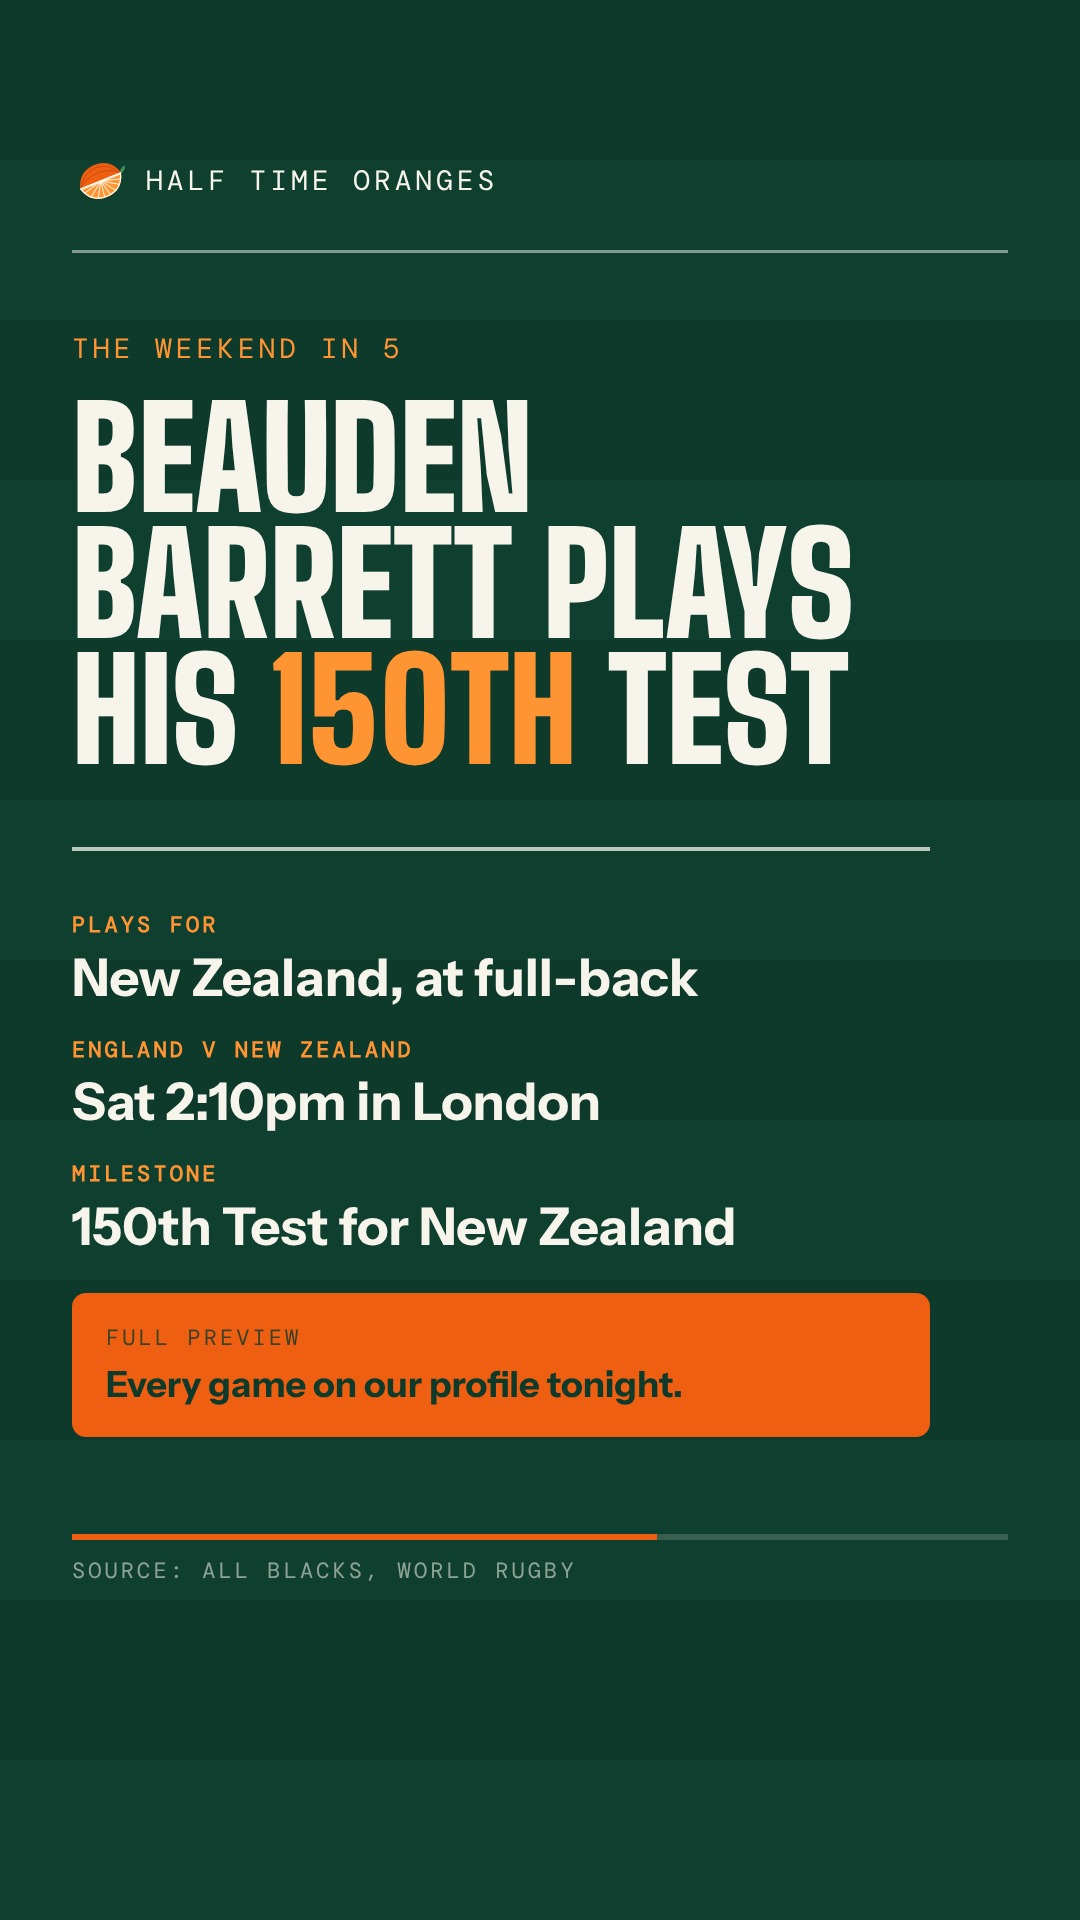 HALF TIME ORANGES
THE WEEKEND IN 5
BEAUDEN
BARRETT PLAYS
HIS 150TH TEST
PLAYS FOR
New Zealand, at full-back
ENGLAND V NEW ZEALAND
Sat 2:10pm in London
MILESTONE
150th Test for New Zealand
FULL PREVIEW
Every game on our profile tonight.
SOURCE: ALL BLACKS, WORLD RUGBY